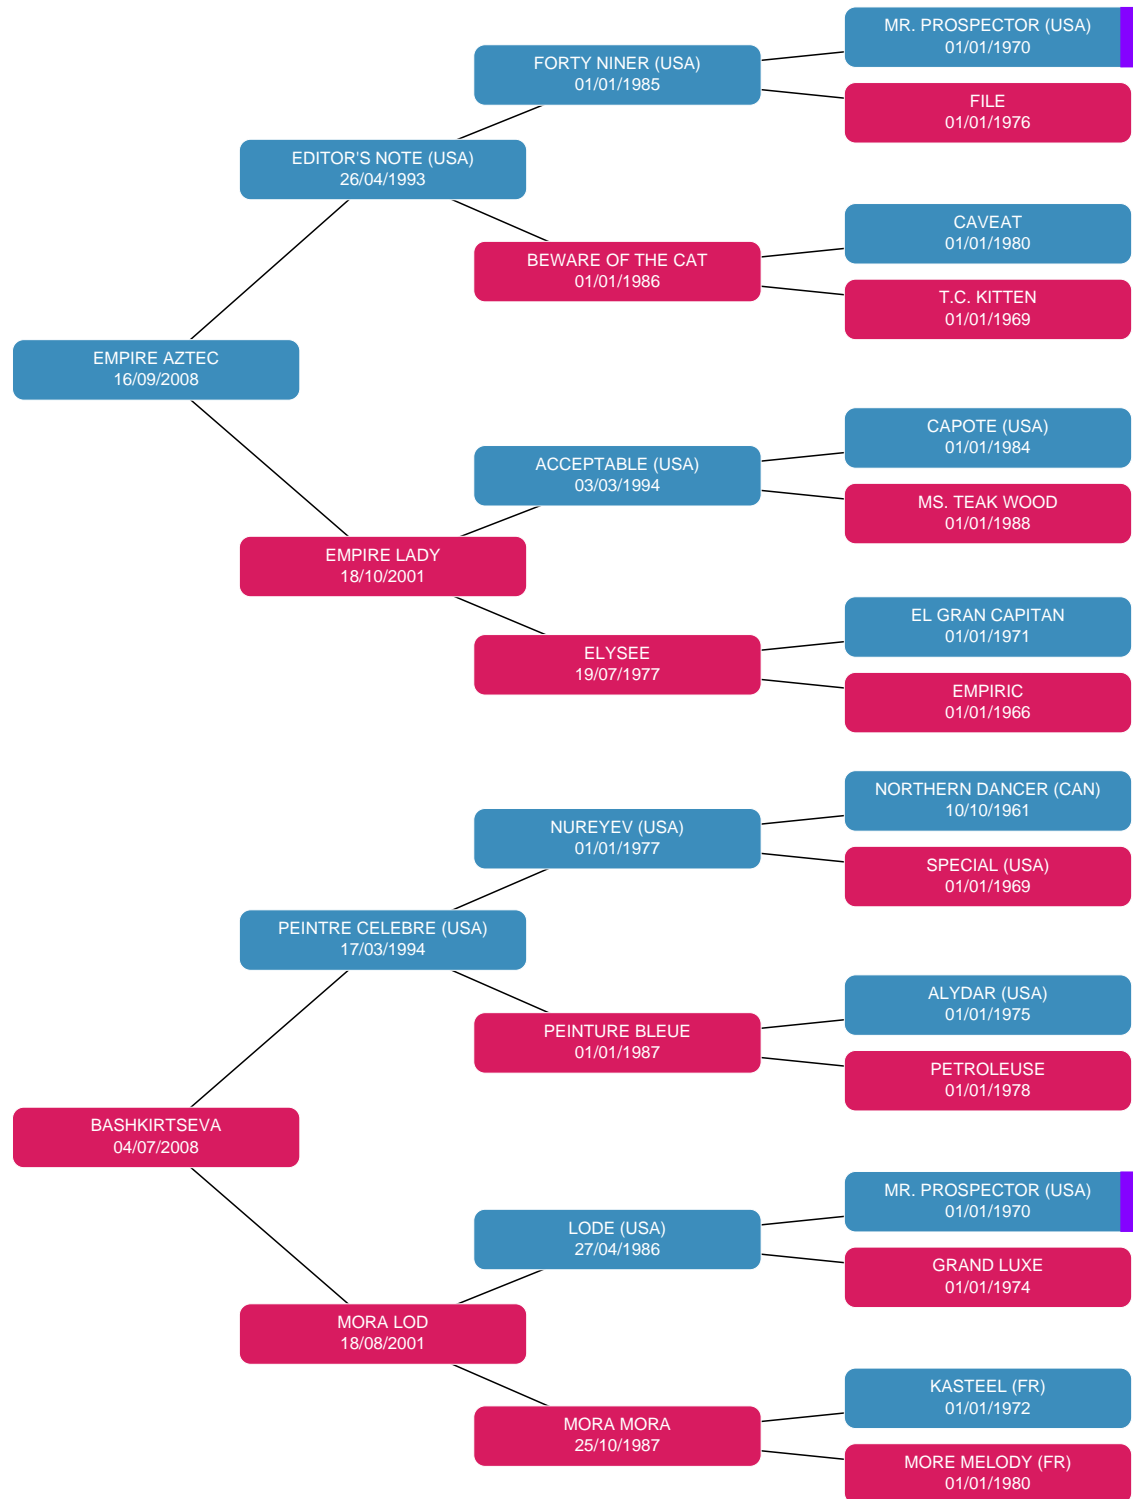 MR. PROSPECTOR (USA)
01/01/1970
FORTY NINER (USA)
01/01/1985
FILE
01/01/1976
EDITOR'S NOTE (USA)
26/04/1993
CAVEAT
01/01/1980
BEWARE OF THE CAT
01/01/1986
T.C. KITTEN
01/01/1969
EMPIRE AZTEC
16/09/2008
CAPOTE (USA)
01/01/1984
ACCEPTABLE (USA)
03/03/1994
MS. TEAK WOOD
01/01/1988
EMPIRE LADY
18/10/2001
EL GRAN CAPITAN
01/01/1971
ELYSEE
19/07/1977
EMPIRIC
01/01/1966
NORTHERN DANCER (CAN)
10/10/1961
NUREYEV (USA)
01/01/1977
SPECIAL (USA)
01/01/1969
PEINTRE CELEBRE (USA)
17/03/1994
ALYDAR (USA)
01/01/1975
PEINTURE BLEUE
01/01/1987
PETROLEUSE
01/01/1978
BASHKIRTSEVA
04/07/2008
MR. PROSPECTOR (USA)
01/01/1970
LODE (USA)
27/04/1986
GRAND LUXE
01/01/1974
MORA LOD
18/08/2001
KASTEEL (FR)
01/01/1972
MORA MORA
25/10/1987
MORE MELODY (FR)
01/01/1980